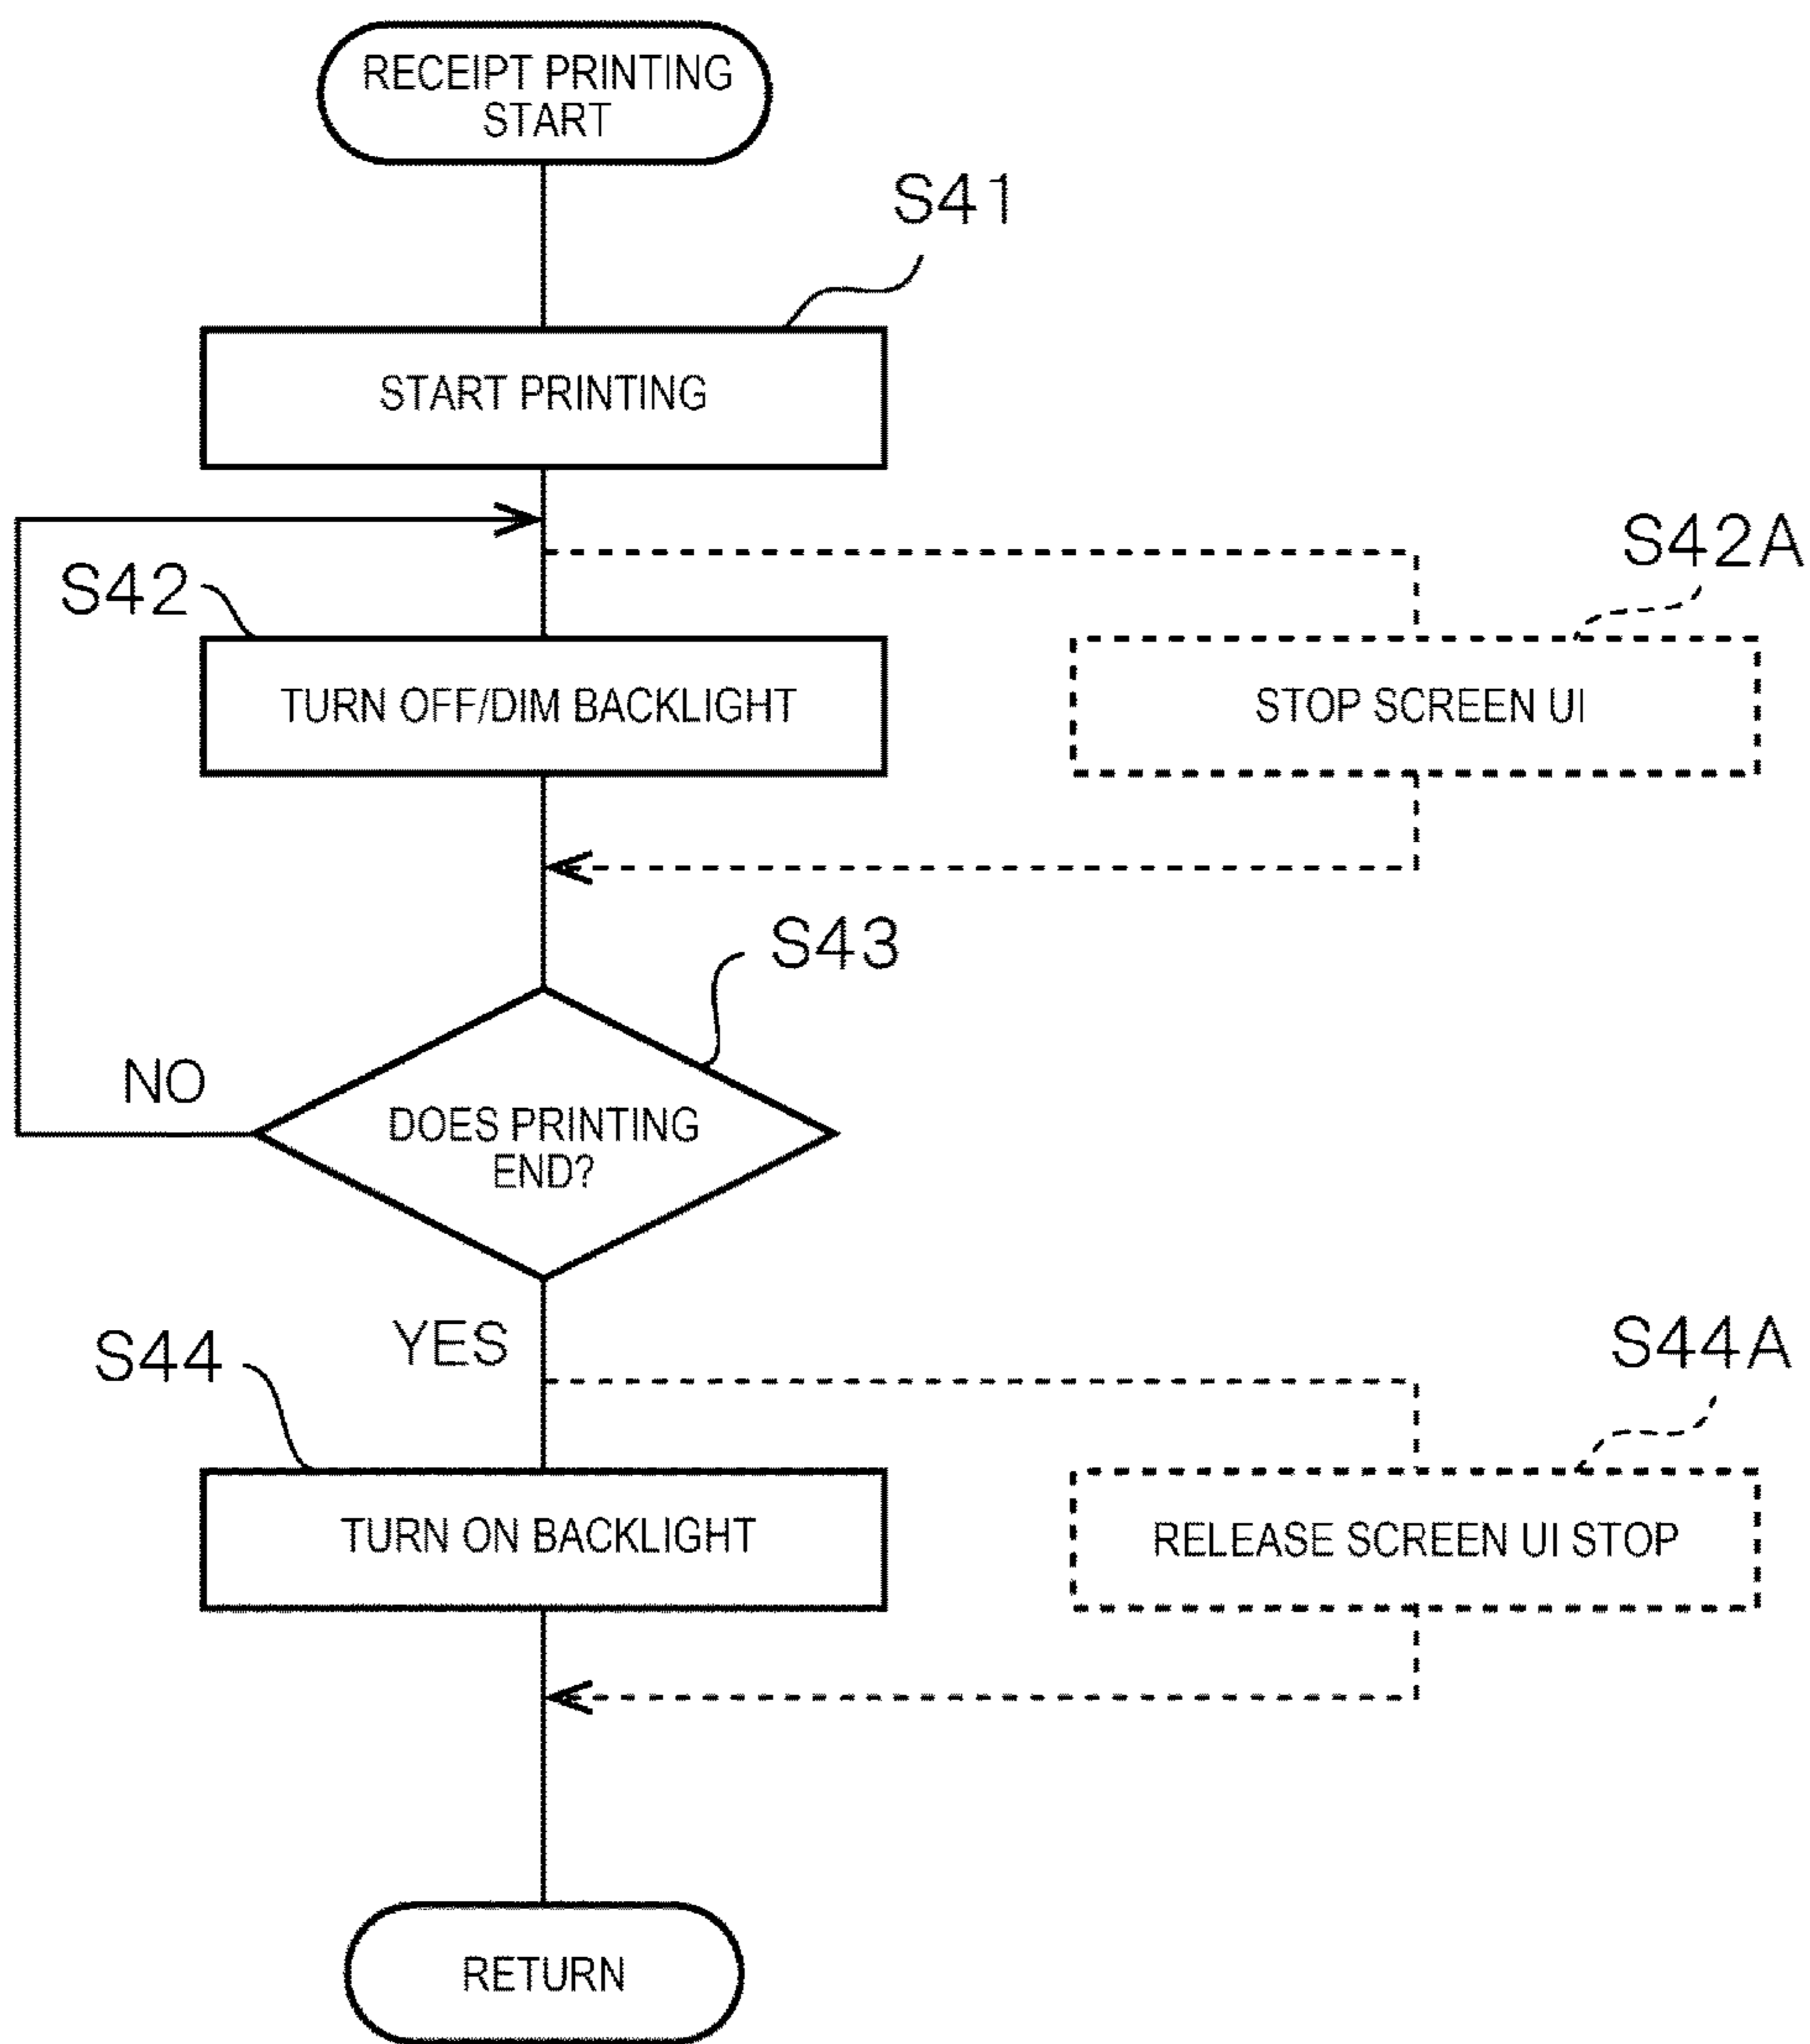 RECEIPT PRINTING
START
S41
START PRINTING
S42
S42A
TURN OFF/DIM BACKLIGHT
STOP SCREEN UI
S43
NO
DOES PRINTING
END?
YES
S44
S44A
TURN ON BACKLIGHT
RELEASE SCREEN UI STOP
RETURN